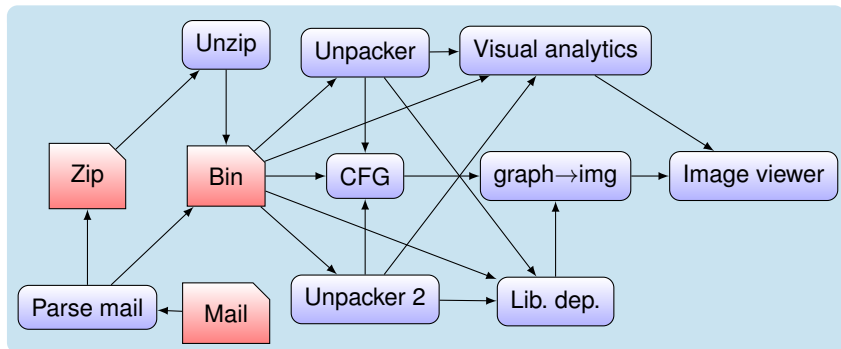 Unzip
Unpacker
Visual analytics
Zip
Bin
CFG
graph→img
Image viewer
Parse mail
Mail
Unpacker 2
Lib. dep.